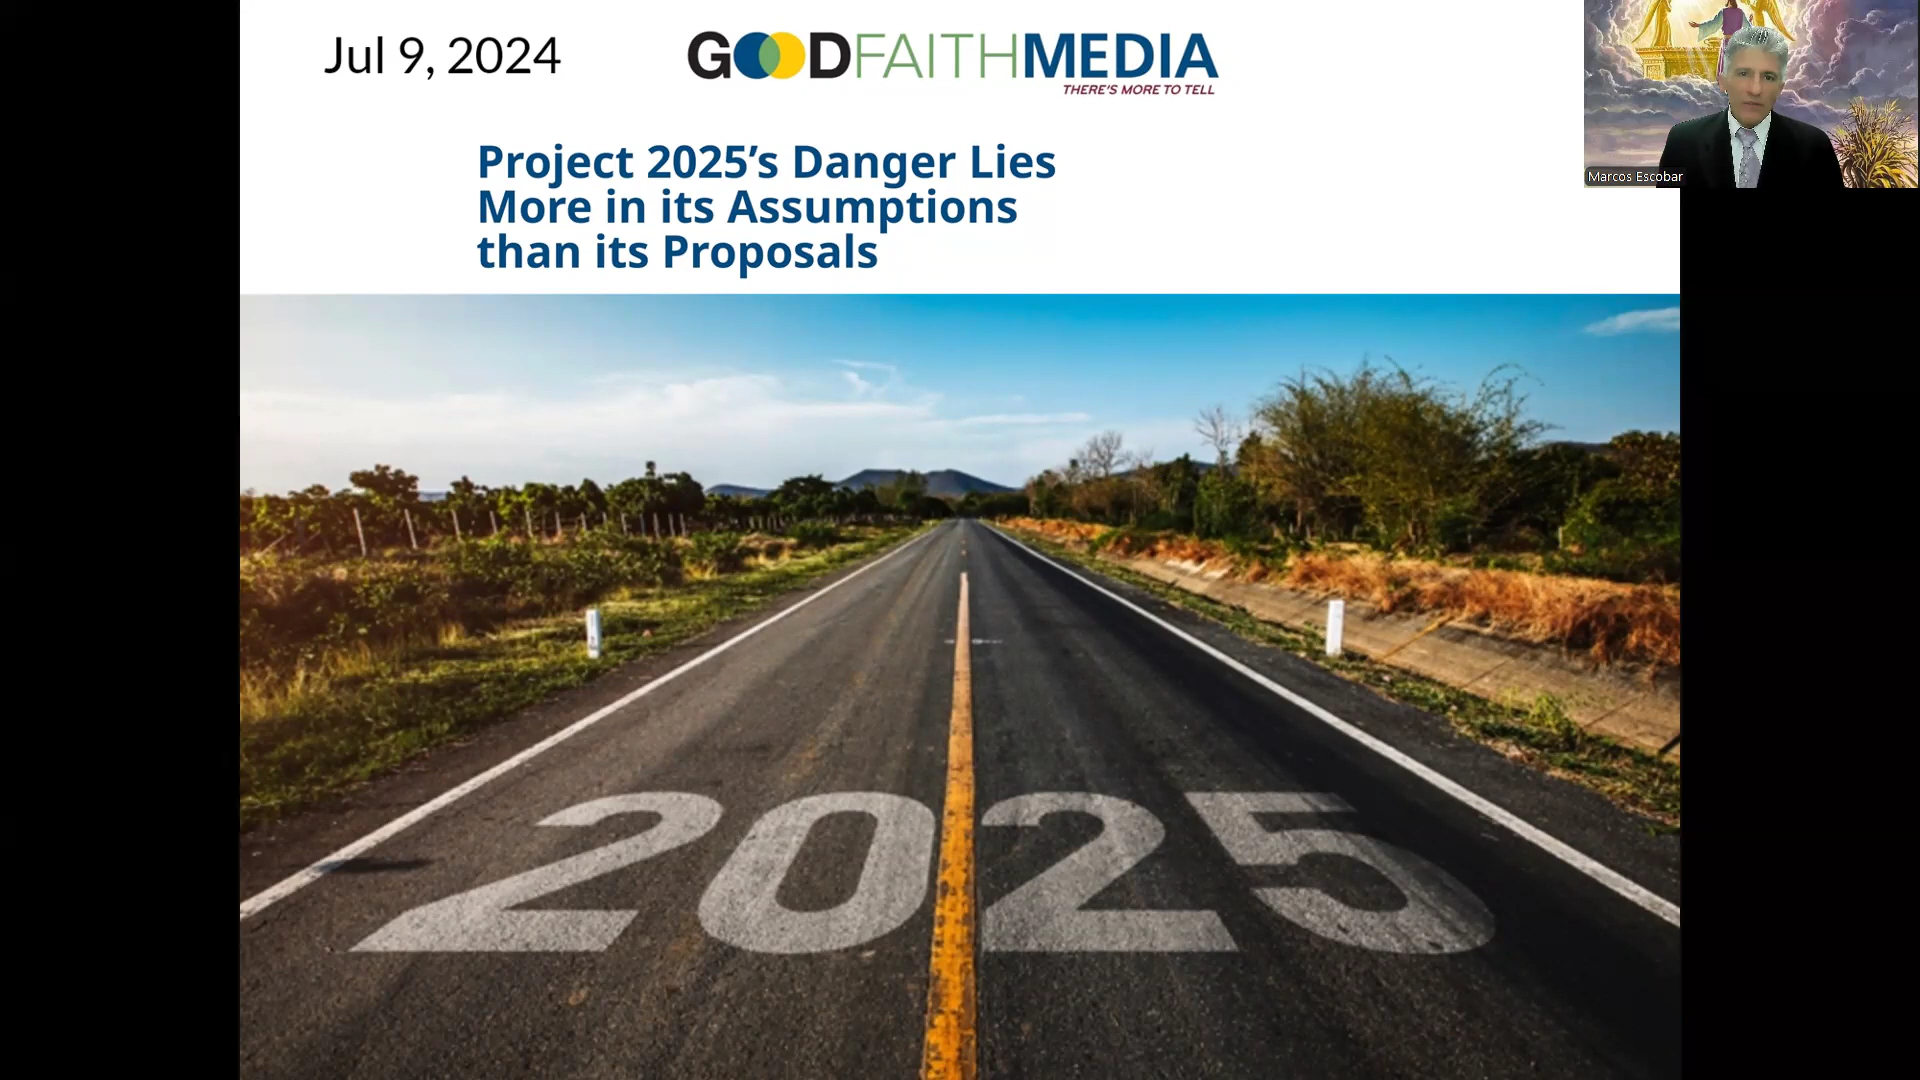 Jul 9, 2024
GOODFAITHMEDIA
THERE'S MORE TO TELL
Marcos Escobar
Project 2025’s Danger Lies
More in its Assumptions
than its Proposals
2025